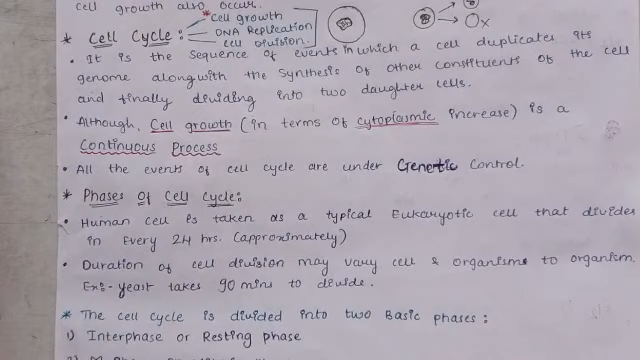 cell growth also occur.
* Cell Cycle :
* Cell growth
DNA Replication
Cell Division.
• It is the sequence of events in which a cell duplicates its
genome along with the synthesis of other constituents of the cell
and finally dividing into two daughter cells.
• Although, Cell growth (in terms of cytoplasmic increase) is a
Continuous Process
• All the events of cell cycle are under Genetic Control.
* Phases of Cell Cycle:
• Human cell is taken as a typical Eukaryotic cell that divides
in Every 24 hrs. (approximately)
• Duration of cell division may vary cell & organisms to organism.
Ex:- yeast takes 90 mins to divide.
* The cell cycle is divided into two Basic phases :
1) Interphase or Resting phase